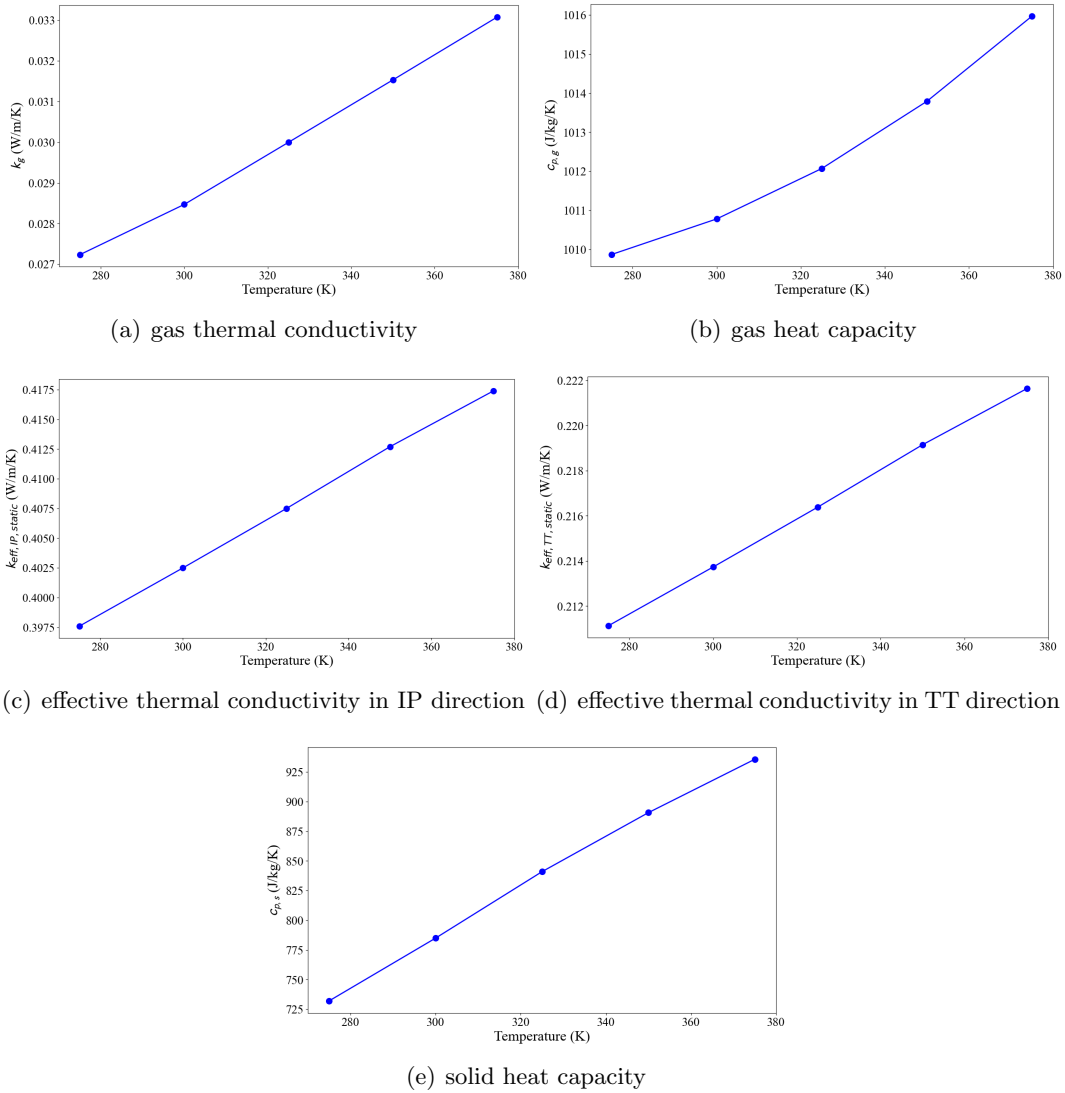 0.033
0.032
0.031
0.030
0.029
0.028
0.027
k_g (W/m/K)
280 300 320 340 360 380
Temperature (K)
(a) gas thermal conductivity
1016
1015
1014
1013
1012
1011
1010
c_{p,g} (J/kg/K)
280 300 320 340 360 380
Temperature (K)
(b) gas heat capacity
0.4175
0.4150
0.4125
0.4100
0.4075
0.4050
0.4025
0.4000
0.3975
k_{eff,IP,static} (W/m/K)
280 300 320 340 360 380
Temperature (K)
(c) effective thermal conductivity in IP direction
0.222
0.220
0.218
0.216
0.214
0.212
k_{eff,TT,static} (W/m/K)
280 300 320 340 360 380
Temperature (K)
(d) effective thermal conductivity in TT direction
925
900
875
850
825
800
775
750
725
c_{p,s} (J/kg/K)
280 300 320 340 360 380
Temperature (K)
(e) solid heat capacity